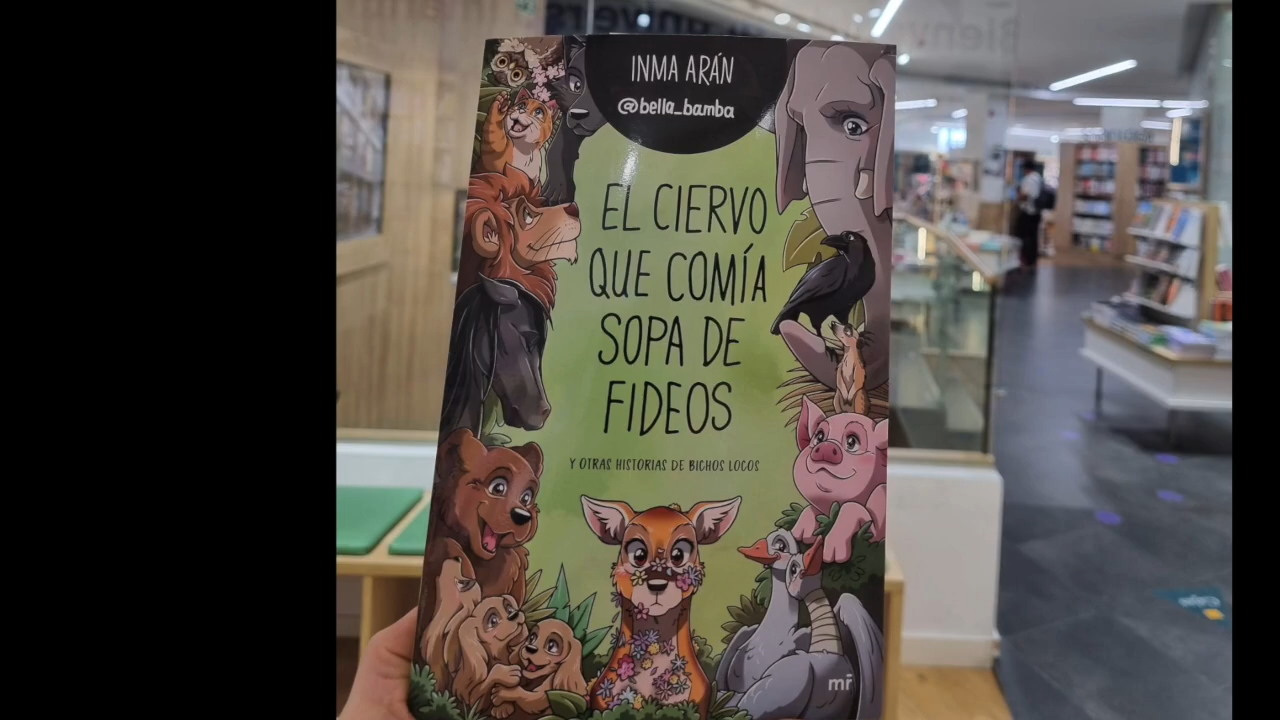 INMA ARÁN
@bella_bamba
EL CIERVO
QUE COMÍA
SOPA DE
FIDEOS
Y OTRAS HISTORIAS DE BICHOS LOCOS
mr